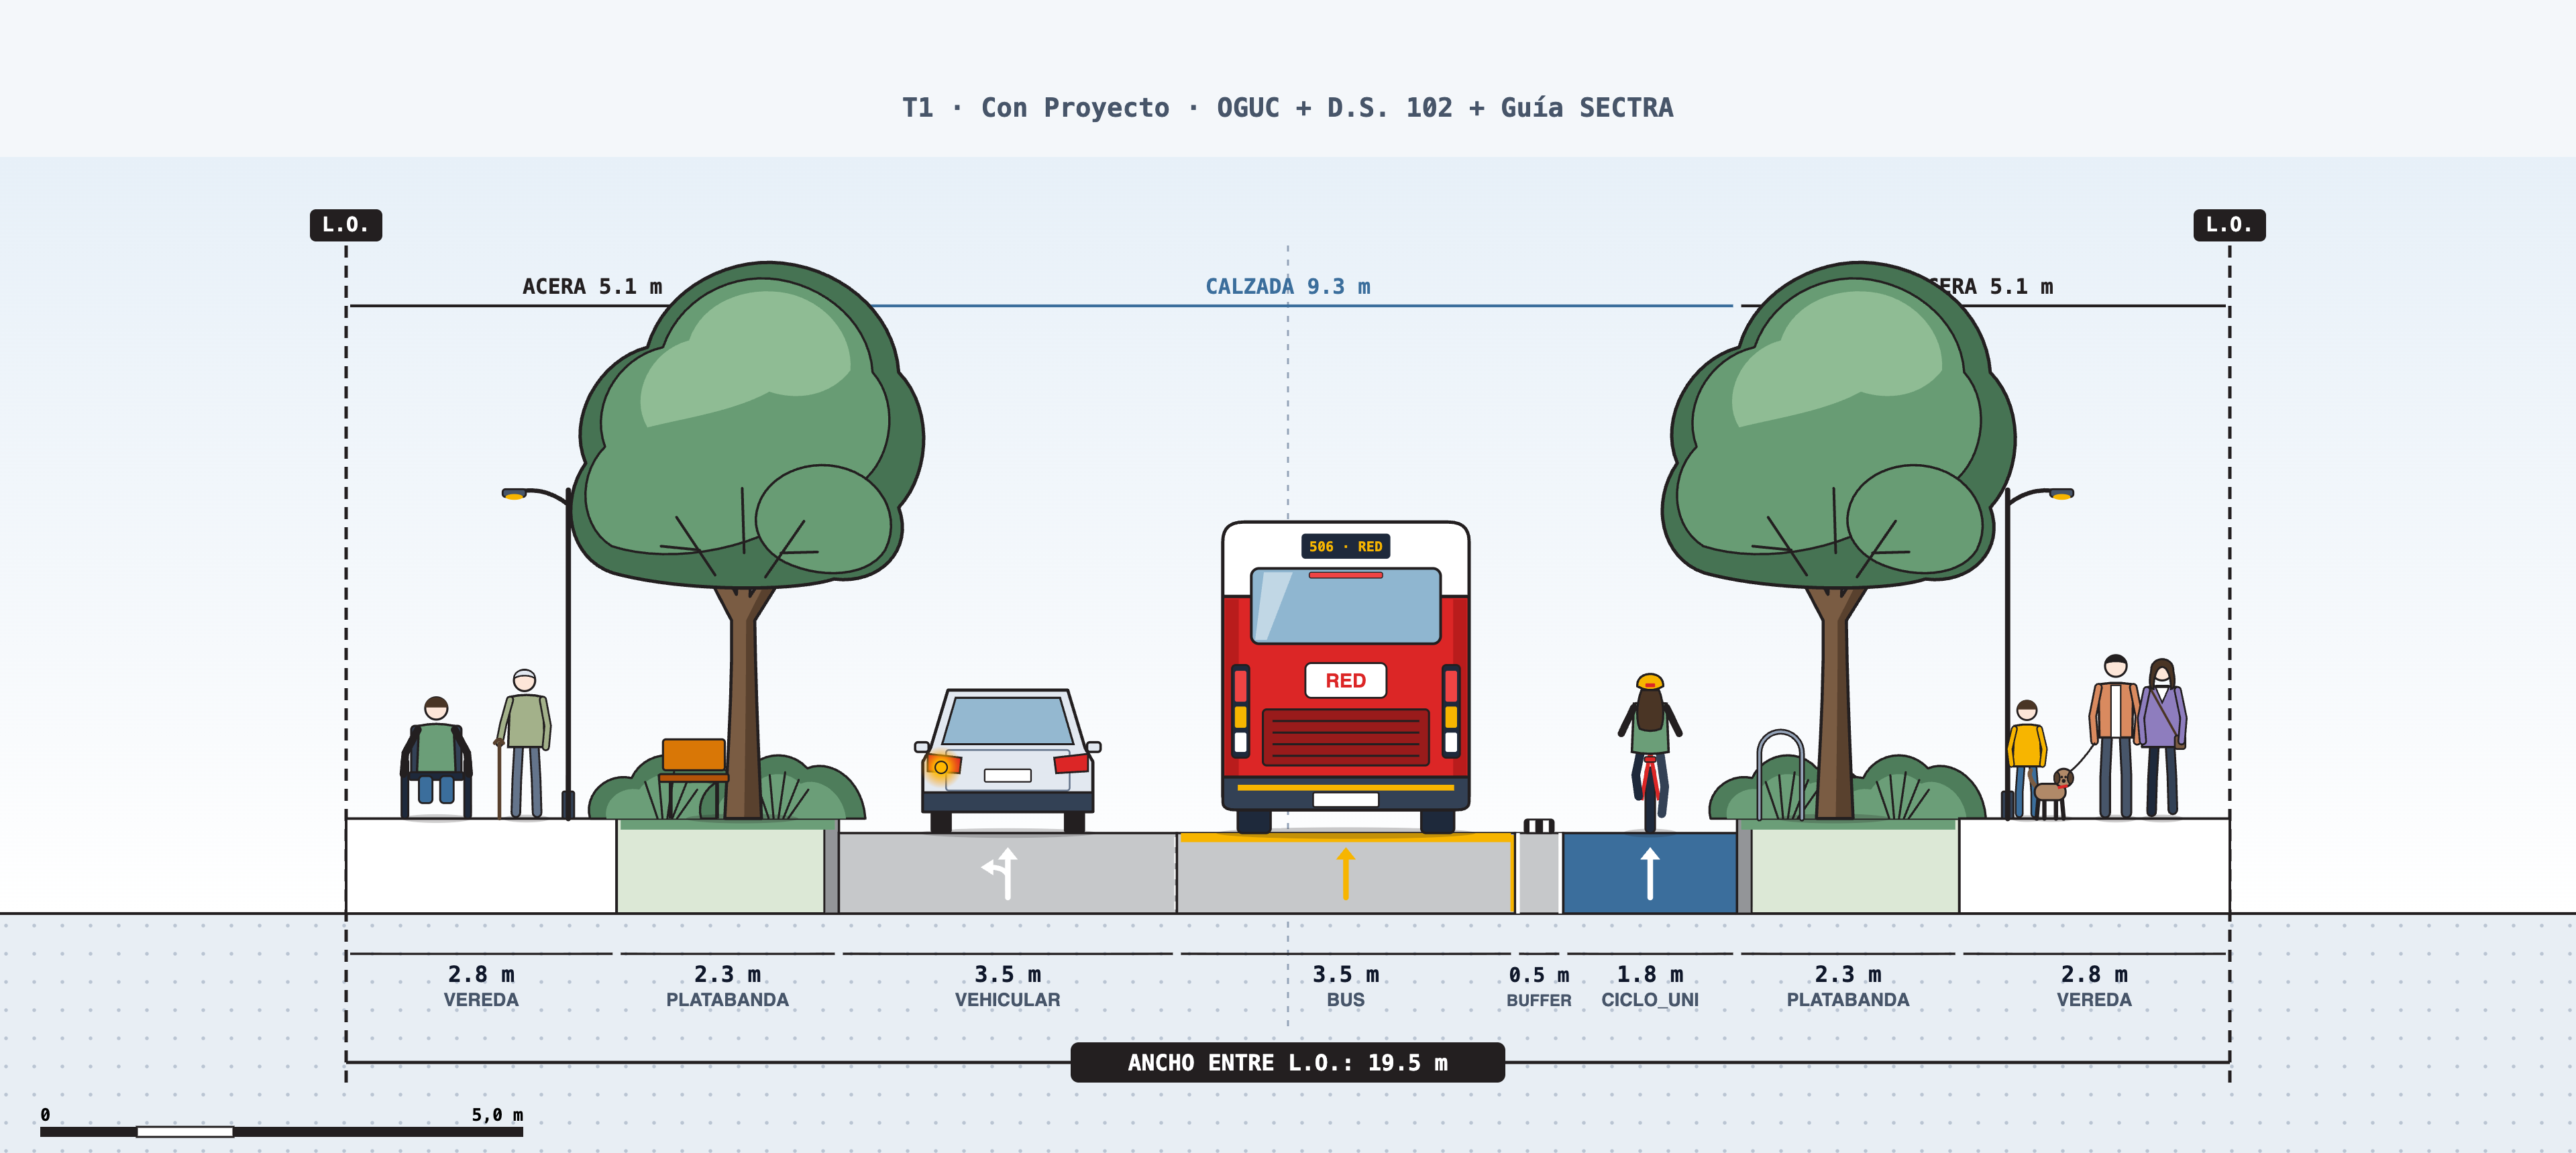 T1 · Con Proyecto · OGUC + D.S. 102 + Guía SECTRA
L.O.
L.O.
ACERA 5.1 m
CALZADA 9.3 m
5.1 m
506 · RED
RED
2.8 m
VEREDA
2.3 m
PLATABANDA
3.5 m
VEHICULAR
3.5 m
BUS
0.5 m
BUFFER
1.8 m
CICLO_UNI
2.3 m
PLATABANDA
2.8 m
VEREDA
ANCHO ENTRE L.O.: 19.5 m
0
5,0 m